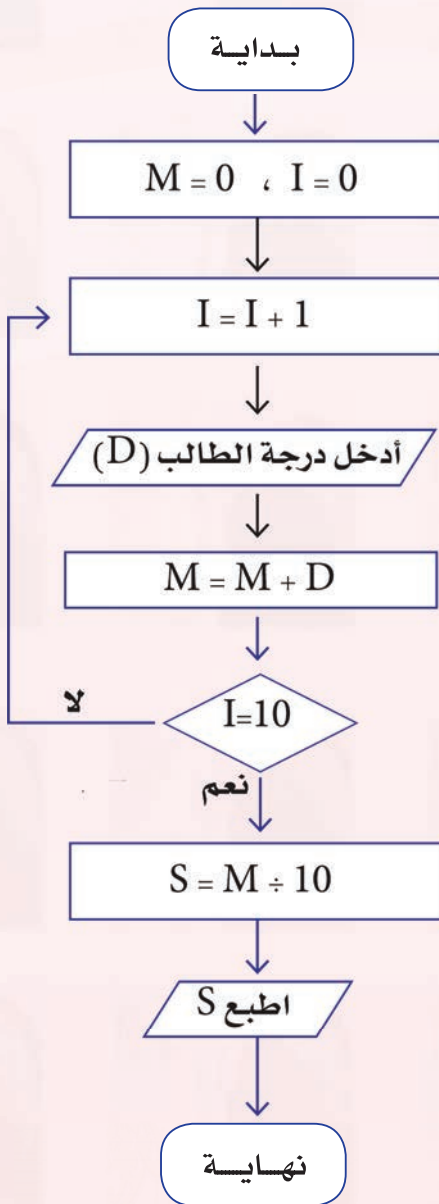 بداية
M = 0 ، I = 0
I = I + 1
أدخل درجة الطالب (D)
M = M + D
I=10
لا
نعم
S = M ÷ 10
اطبع S
نهاية